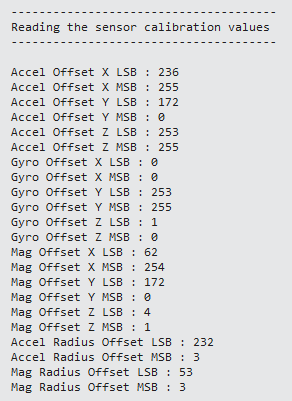 --------------------------------------
Reading the sensor calibration values
--------------------------------------
Accel Offset X LSB : 236
Accel Offset X MSB : 255
Accel Offset Y LSB : 172
Accel Offset Y MSB : 0
Accel Offset Z LSB : 253
Accel Offset Z MSB : 255
Gyro Offset X LSB : 0
Gyro Offset X MSB : 0
Gyro Offset Y LSB : 253
Gyro Offset Y MSB : 255
Gyro Offset Z LSB : 1
Gyro Offset Z MSB : 0
Mag Offset X LSB : 62
Mag Offset X MSB : 254
Mag Offset Y LSB : 172
Mag Offset Y MSB : 0
Mag Offset Z LSB : 4
Mag Offset Z MSB : 1
Accel Radius Offset LSB : 232
Accel Radius Offset MSB : 3
Mag Radius Offset LSB : 53
Mag Radius Offset MSB : 3